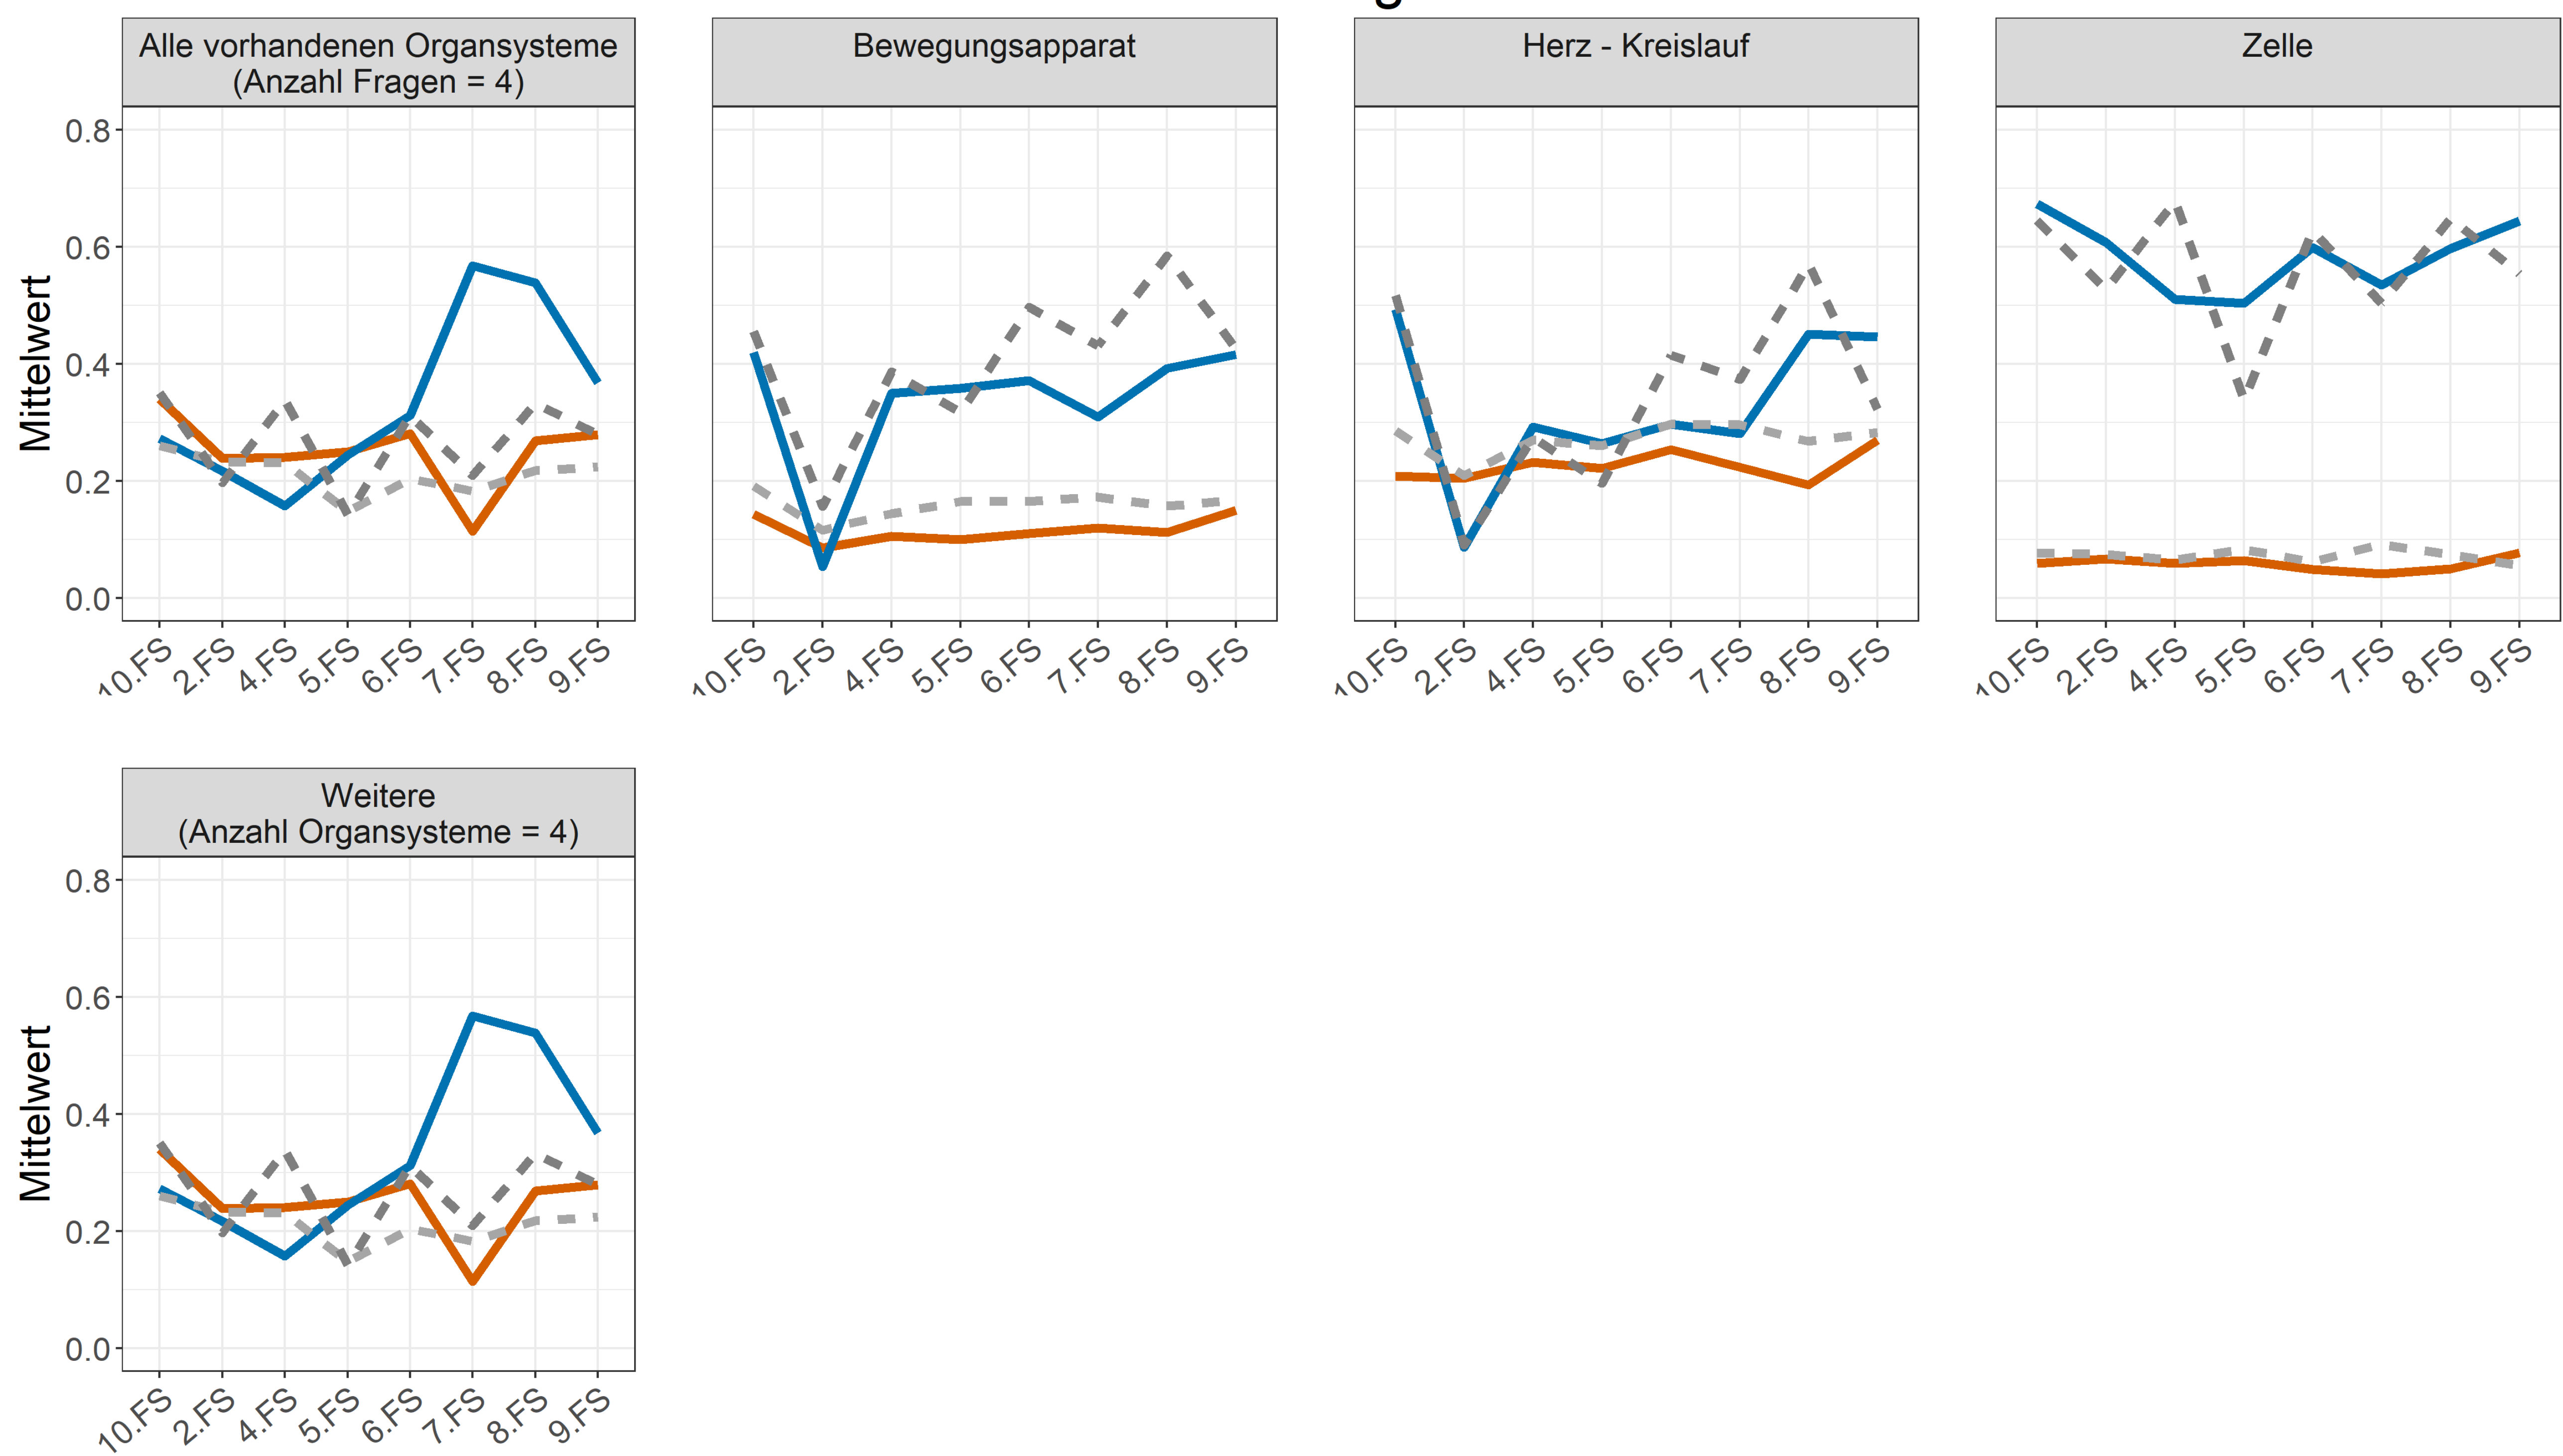 Alle vorhandenen Organsysteme
(Anzahl Fragen = 4)
Bewegungsapparat
Herz - Kreislauf
Zelle
Mittelwert
0.8
0.6
0.4
0.2
0.0
10.FS 2.FS 4.FS 5.FS 6.FS 7.FS 8.FS 9.FS
10.FS 2.FS 4.FS 5.FS 6.FS 7.FS 8.FS 9.FS
10.FS 2.FS 4.FS 5.FS 6.FS 7.FS 8.FS 9.FS
10.FS 2.FS 4.FS 5.FS 6.FS 7.FS 8.FS 9.FS
Weitere
(Anzahl Organsysteme = 4)
Mittelwert
0.8
0.6
0.4
0.2
0.0
10.FS 2.FS 4.FS 5.FS 6.FS 7.FS 8.FS 9.FS